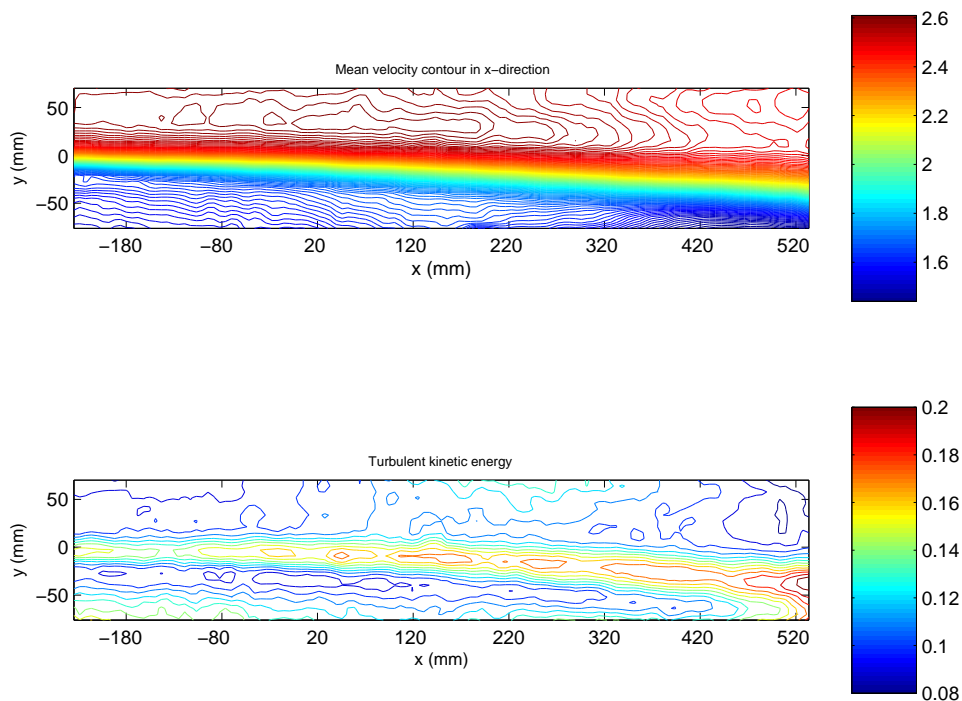 Mean velocity contour in x−direction
y (mm)
50
0
−50
−180 −80 20 120 220 320 420 520
x (mm)
2.6
2.4
2.2
2
1.8
1.6
Turbulent kinetic energy
y (mm)
50
0
−50
−180 −80 20 120 220 320 420 520
x (mm)
0.2
0.18
0.16
0.14
0.12
0.1
0.08